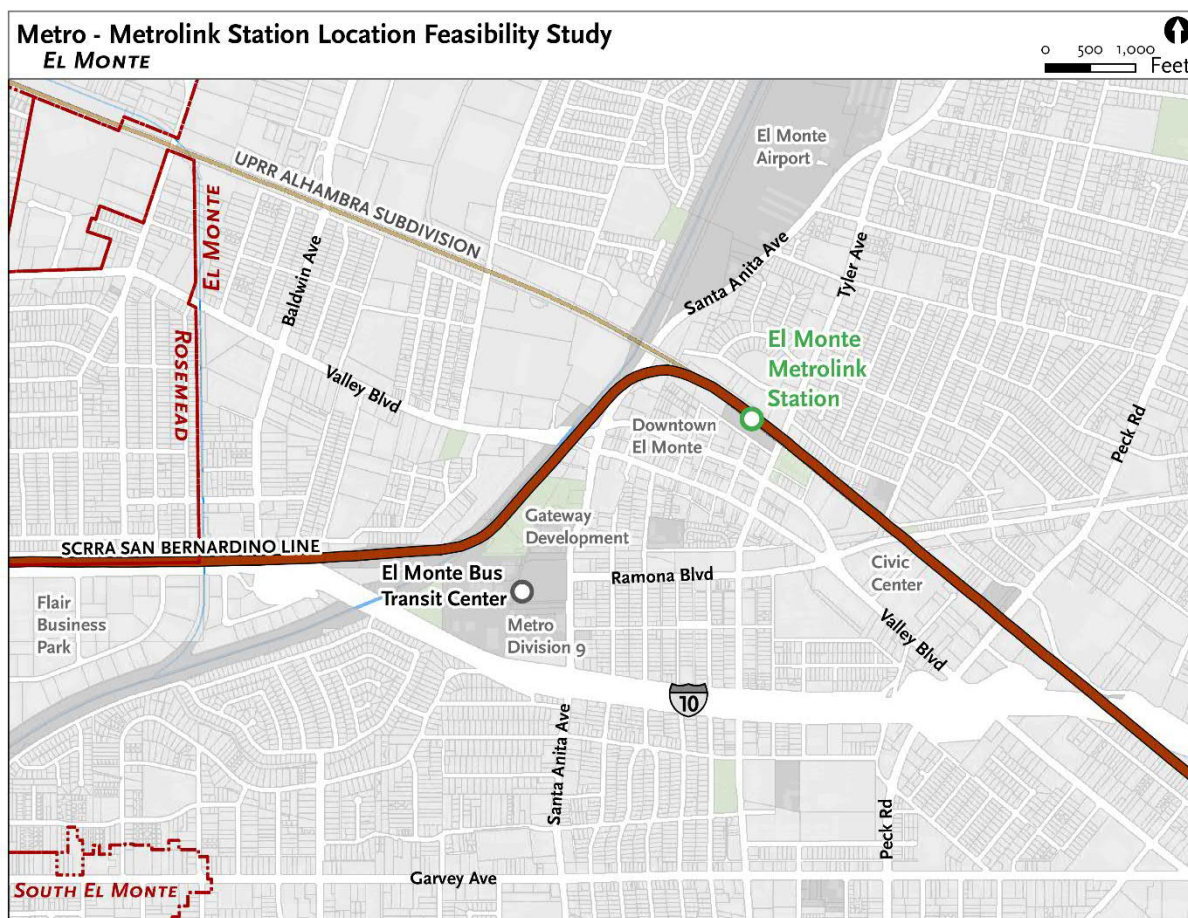 Metro - Metrolink Station Location Feasibility Study
EL MONTE
0 500 1,000
Feet
El Monte
Airport
UPRR ALHAMBRA SUBDIVISION
EL MONTE
Baldwin Ave
Santa Anita Ave
Tyler Ave
ROSEMEAD
El Monte
Metrolink
Station
Valley Blvd
Downtown
El Monte
Peck Rd
Gateway
Development
SCRRA SAN BERNARDINO LINE
El Monte Bus
Transit Center
Ramona Blvd
Civic
Center
Flair
Business
Park
Metro
Division 9
Valley Blvd
10
Santa Anita Ave
Peck Rd
Garvey Ave
SOUTH EL MONTE